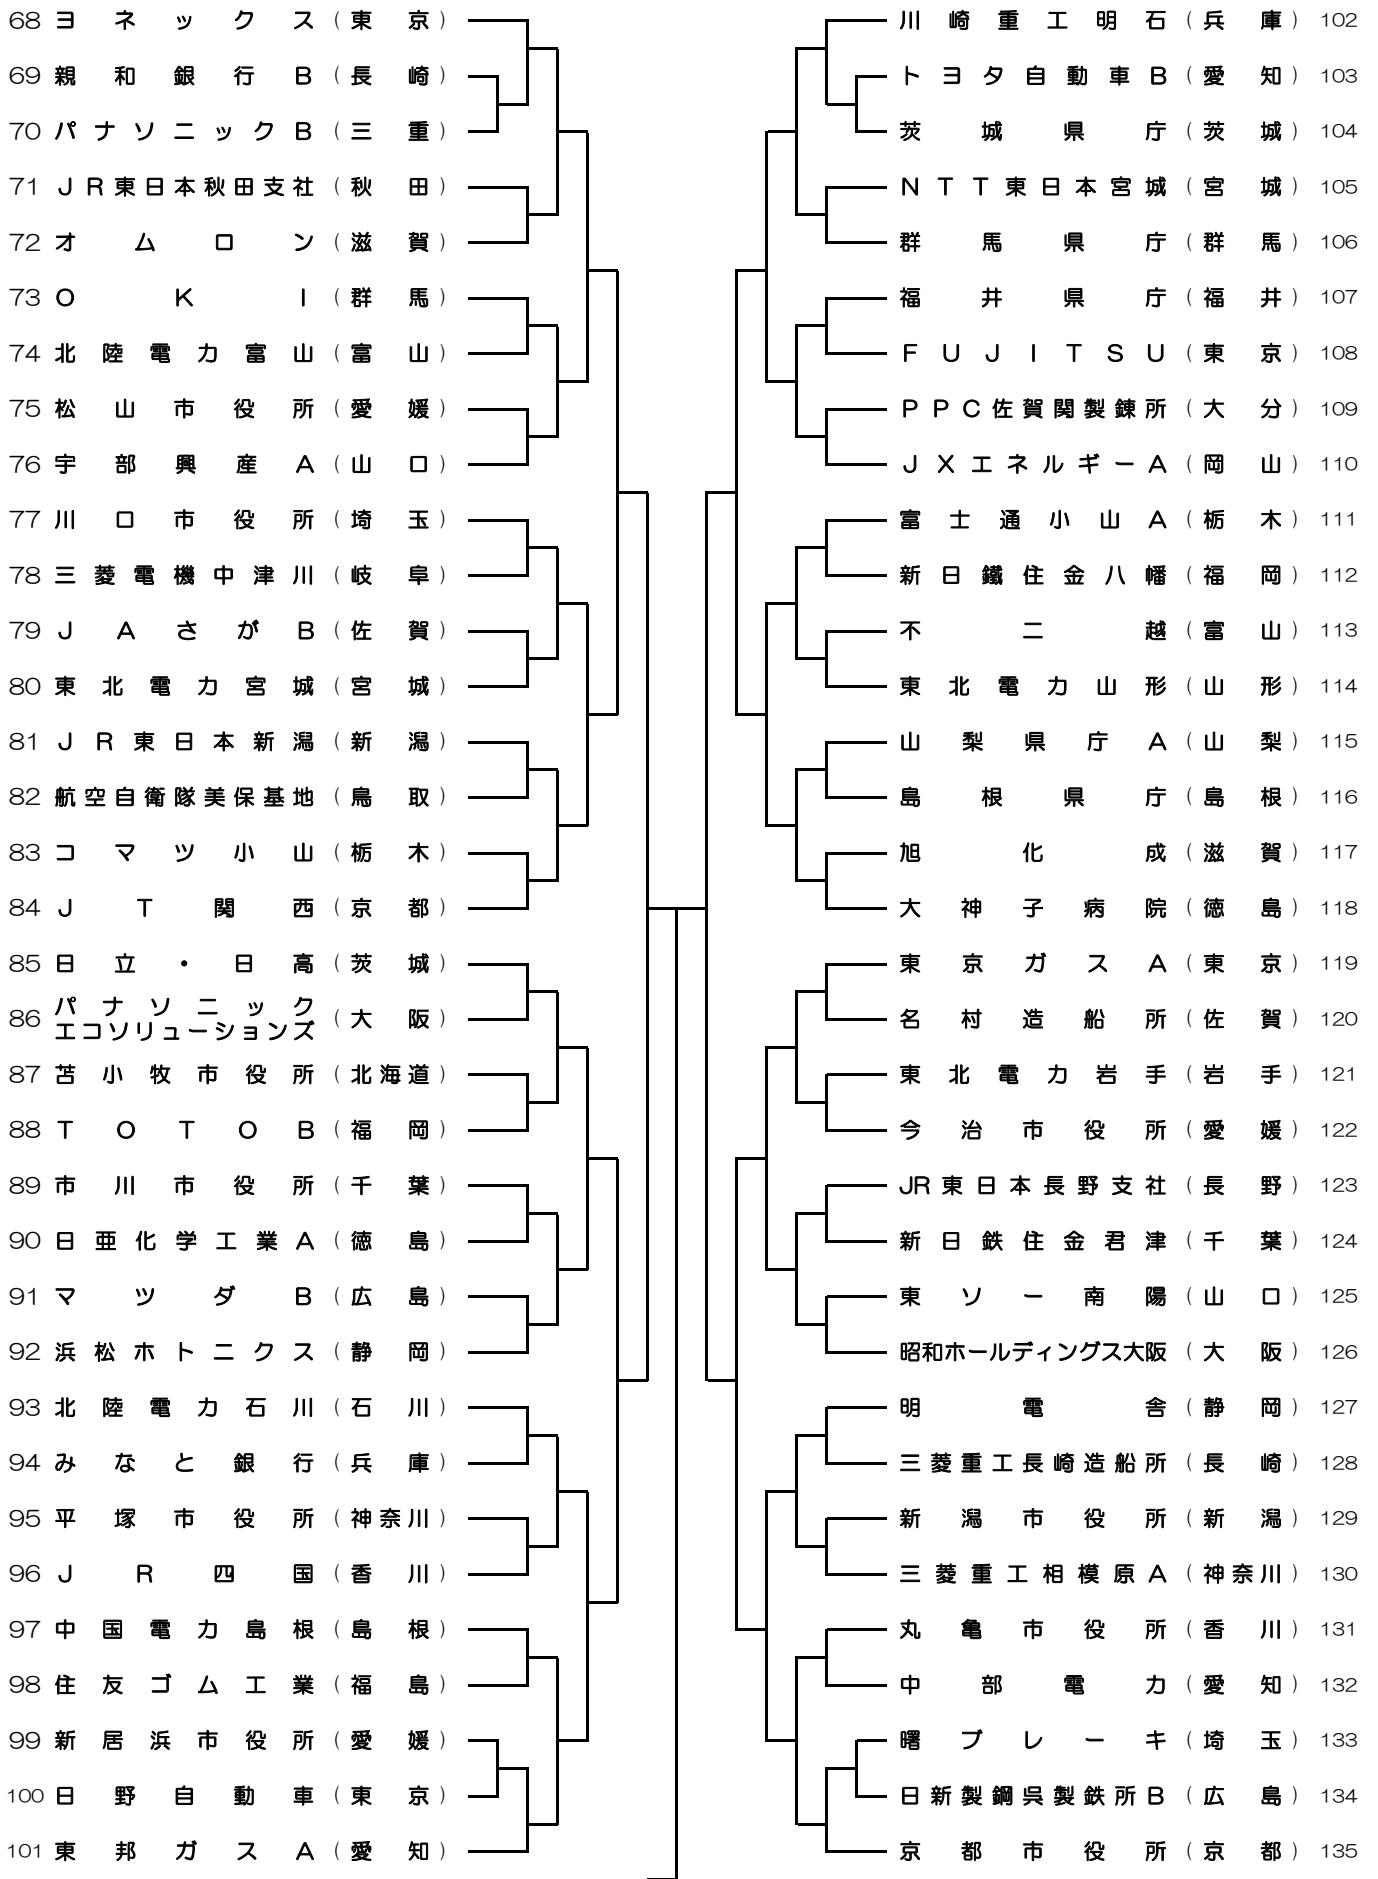 68 ヨネックス (東京)
69 親和銀行B (長崎)
70 パナソニックB (三重)
71 JR東日本秋田支社 (秋田)
72 オムロン (滋賀)
73 OKI (群馬)
74 北陸電力富山 (富山)
75 松山市役所 (愛媛)
76 宇部興産A (山口)
77 川口市役所 (埼玉)
78 三菱電機中津川 (岐阜)
79 JAさがB (佐賀)
80 東北電力宮城 (宮城)
81 JR東日本新潟 (新潟)
82 航空自衛隊美保基地 (鳥取)
83 コマツ小山 (栃木)
84 JT関西 (京都)
85 日立・日高 (茨城)
86 パナソニック
エコソリューションズ (大阪)
87 苫小牧市役所 (北海道)
88 TOTOB (福岡)
89 市川市役所 (千葉)
90 日亜化学工業A (徳島)
91 マツダB (広島)
92 浜松ホトニクス (静岡)
93 北陸電力石川 (石川)
94 みなと銀行 (兵庫)
95 平塚市役所 (神奈川)
96 JR四国 (香川)
97 中国電力島根 (島根)
98 住友ゴム工業 (福島)
99 新居浜市役所 (愛媛)
100 日野自動車 (東京)
101 東邦ガスA (愛知)
川崎重工明石 (兵庫) 102
トヨタ自動車B (愛知) 103
茨城県庁 (茨城) 104
NTT東日本宮城 (宮城) 105
群馬県庁 (群馬) 106
福井県庁 (福井) 107
FUJITSU (東京) 108
PPC佐賀関製錬所 (大分) 109
JXエネルギーA (岡山) 110
富士通小山A (栃木) 111
新日鐵住金八幡 (福岡) 112
不二越 (富山) 113
東北電力山形 (山形) 114
山梨県庁A (山梨) 115
島根県庁 (島根) 116
旭化成 (滋賀) 117
大神子病院 (徳島) 118
東京ガスA (東京) 119
名村造船所 (佐賀) 120
東北電力岩手 (岩手) 121
今治市役所 (愛媛) 122
JR東日本長野支社 (長野) 123
新日鉄住金君津 (千葉) 124
東ソー南陽 (山口) 125
昭和ホールディングス大阪 (大阪) 126
明電舎 (静岡) 127
三菱重工長崎造船所 (長崎) 128
新潟市役所 (新潟) 129
三菱重工相模原A (神奈川) 130
丸亀市役所 (香川) 131
中部電力 (愛知) 132
曙ブレーキ (埼玉) 133
日新製鋼呉製鉄所B (広島) 134
京都市役所 (京都) 135